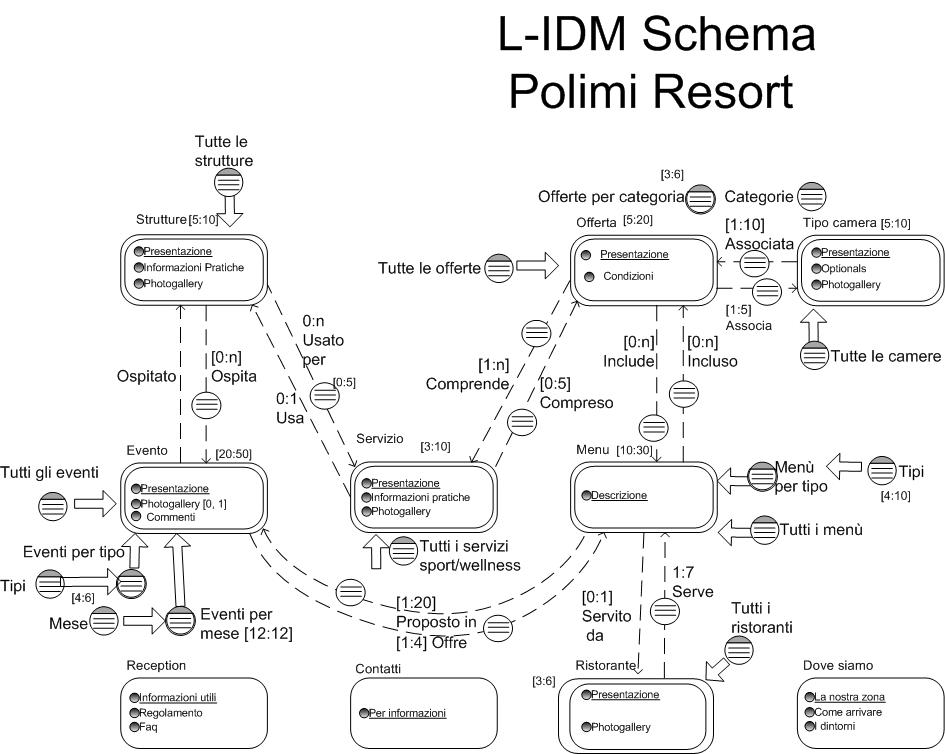 L-IDM Schema
Polimi Resort
Tutte le
strutture
Strutture [5:10]
Presentazione
Informazioni Pratiche
Photogallery
[3:6]
Offerte per categoria
Categorie
Offerta [5:20]
Presentazione
Condizioni
Tutte le offerte
[1:10]
Associata
Tipo camera [5:10]
Presentazione
Optionals
Photogallery
[1:5]
Associa
Tutte le camere
Ospitato
[0:n]
Ospita
0:n
Usato
per
[0:5]
0:1
Usa
[1:n]
Comprende
[0:5]
Compreso
[0:n]
Include
[0:n]
Incluso
Evento
[20:50]
Presentazione
Photogallery [0, 1]
Commenti
Tutti gli eventi
Servizio
[3:10]
Presentazione
Informazioni pratiche
Photogallery
Menu [10:30]
Descrizione
Menù
per tipo
Tipi
[4:10]
Tutti i menù
Eventi per tipo
Tipi
[4:6]
Mese
Eventi per
mese [12:12]
Tutti i servizi
sport/wellness
[1:20]
Proposto in
[1:4] Offre
[0:1]
Servito
da
1:7
Serve
Tutti i
ristoranti
Reception
Informazioni utili
Regolamento
Faq
Contatti
Per informazioni
Ristorante
[3:6]
Presentazione
Photogallery
Dove siamo
La nostra zona
Come arrivare
I dintorni